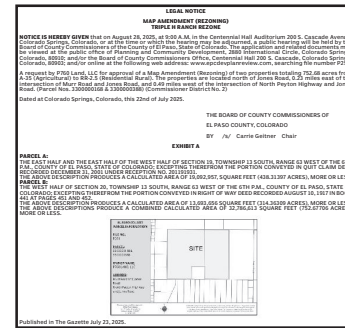 LEGAL NOTICE
MAP AMENDMENT (REZONING)
TRIPLE H RANCH REZONE
NOTICE IS HEREBY GIVEN that on August 28, 2025, at 9:00 A.M. in the Centennial Hall Auditorium 200 S. Cascade Avenue
Colorado Springs, Colorado, or at the time or which the hearing may be adjourned, a public hearing will be held by t
Board of County Commissioners of the County of El Paso, State of Colorado. The application and related documents m
be viewed at the public office of Planning and Community Development, 2880 International Circle, Colorado Spring
Colorado, 80910; and/or the Board of County Commissioners Office, Centennial Hall 200 S. Cascade, Colorado Spring
Colorado, 80903; and/or online at the following web address: www.epcdevplanreview.com, searching file number P25
A request by P760 Land, LLC for approval of a Map Amendment (Rezoning) of two properties totaling 752.68 acres fro
A-35 (Agricultural) to RR-2.5 (Residential Rural). The properties are located north of Jones Road, 0.23 miles east of t
intersection of Murr Road and Jones Road, and 0.49 miles west of the intersection of North Peyton Highway and Jon
Road. (Parcel Nos. 3300000168 & 3300000388) (Commissioner District No. 2)
Dated at Colorado Springs, Colorado, this 22nd of July 2025.
THE BOARD OF COUNTY COMMISSIONERS OF
EL PASO COUNTY, COLORADO
BY /s/ Carrie Geitner Chair
EXHIBIT A
PARCEL A:
THE EAST HALF AND THE EAST HALF OF THE WEST HALF OF SECTION 19, TOWNSHIP 13 SOUTH, RANGE 63 WEST OF THE 6
P.M., COUNTY OF EL PASO, STATE OF COLORADO; EXCEPTING THEREFROM THE PORTION CONVEYED IN QUIT CLAIM DE
RECORDED DECEMBER 31, 2001 UNDER RECEPTION NO. 201191931.
THE ABOVE DESCRIPTION PRODUCES A CALCULATED AREA OF 19,092,957 SQUARE FEET (438.31397 ACRES), MORE OR LES
PARCEL B:
THE WEST HALF OF SECTION 20, TOWNSHIP 13 SOUTH, RANGE 63 WEST OF THE 6TH P.M., COUNTY OF EL PASO, STATE
COLORADO; EXCEPTING THEREFROM THE PORTION CONVEYED IN RIGHT OF WAY DEED RECORDED AUGUST 10, 1917 IN BO
441 AT PAGES 451 AND 452.
THE ABOVE DESCRIPTION PRODUCES A CALCULATED AREA OF 13,693,656 SQUARE FEET (314.36309 ACRES), MORE OR LES
THE ABOVE DESCRIPTIONS PRODUCE A COMBINED CALCULATED AREA OF 32,786,613 SQUARE FEET (752.67706 ACRES
MORE OR LESS.
SITE
Published in The Gazette July 23, 2025.